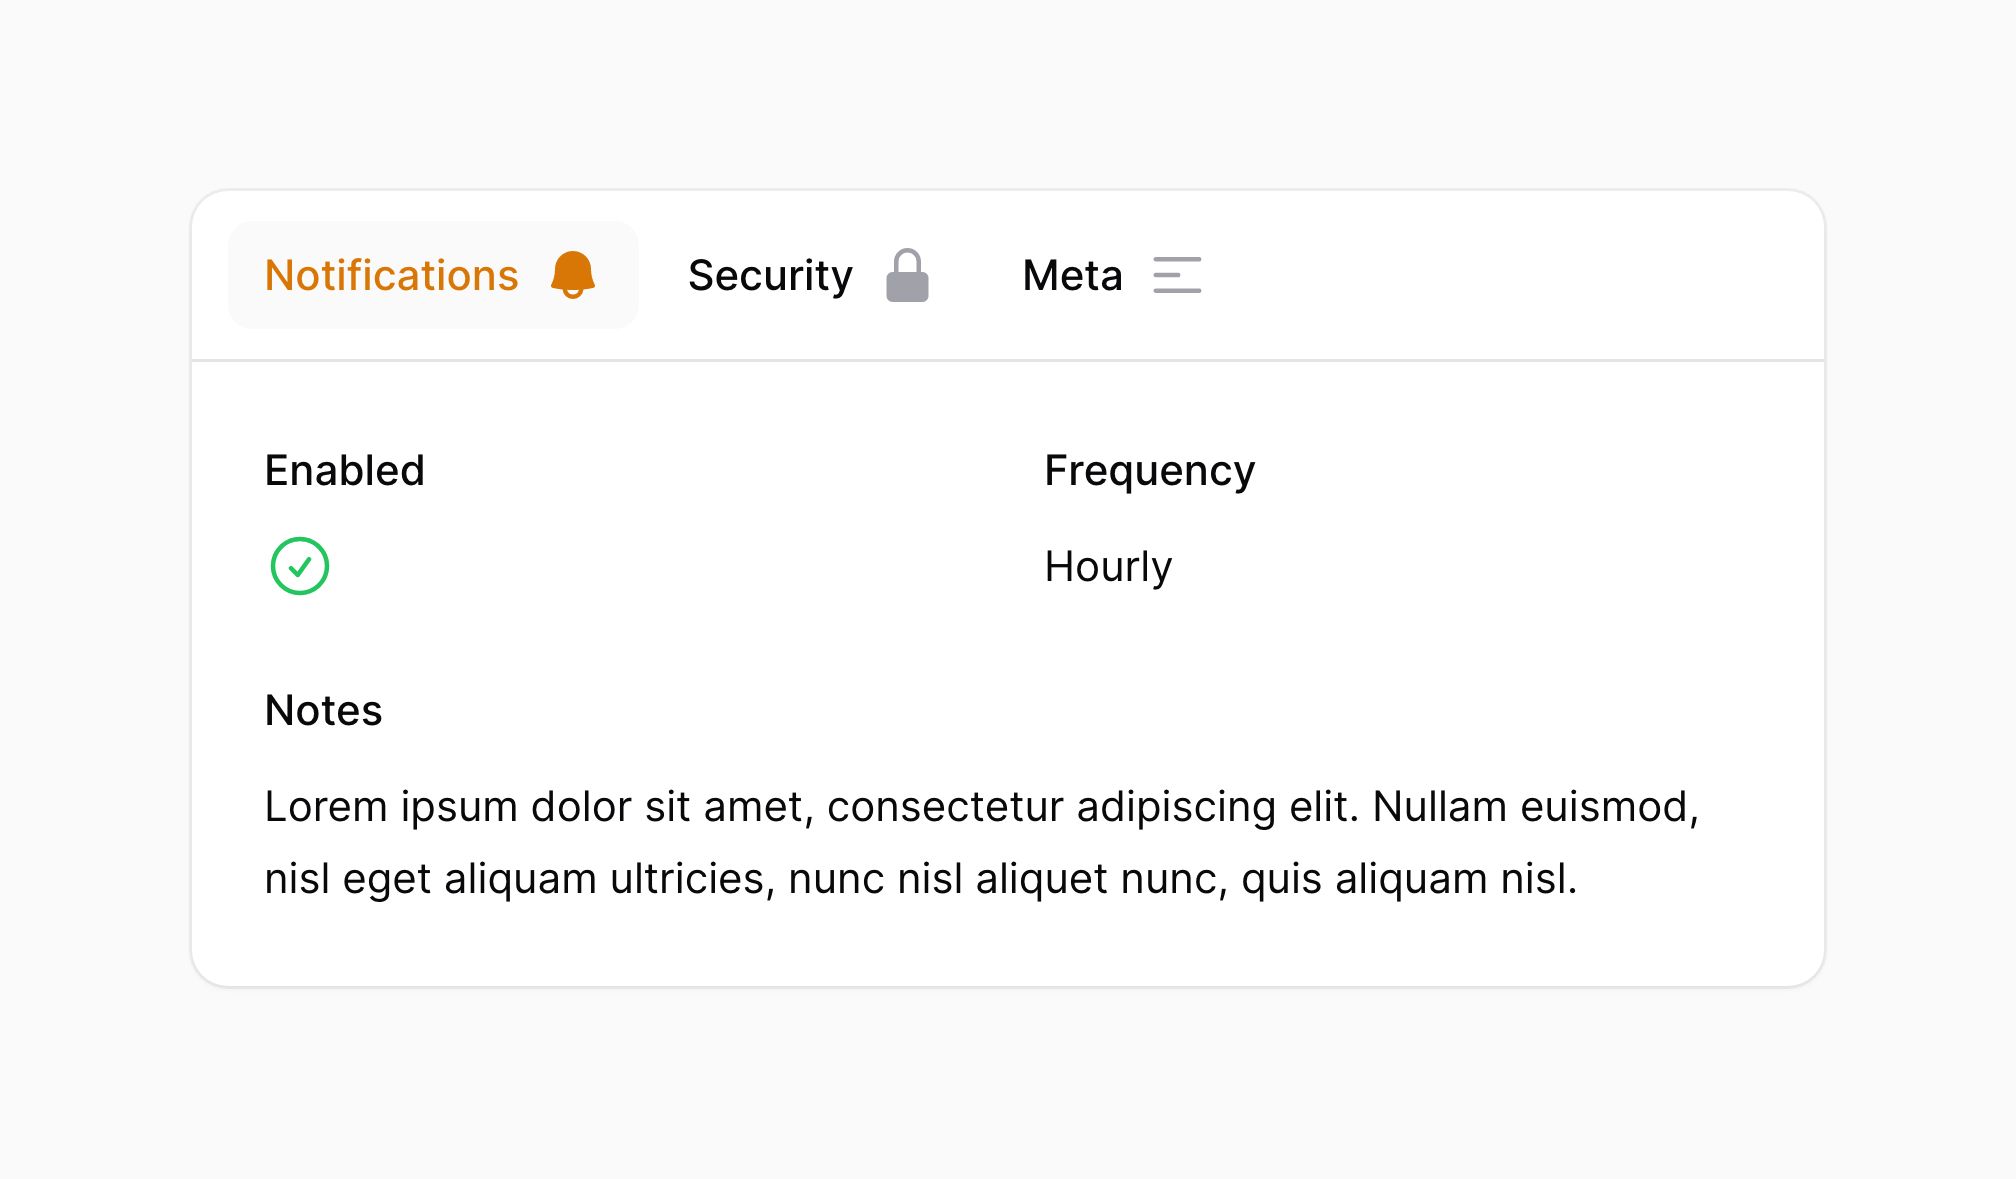 Notifications
Security
Meta
Enabled
Frequency
Hourly
Notes
Lorem ipsum dolor sit amet, consectetur adipiscing elit. Nullam euismod,
nisl eget aliquam ultricies, nunc nisl aliquet nunc, quis aliquam nisl.